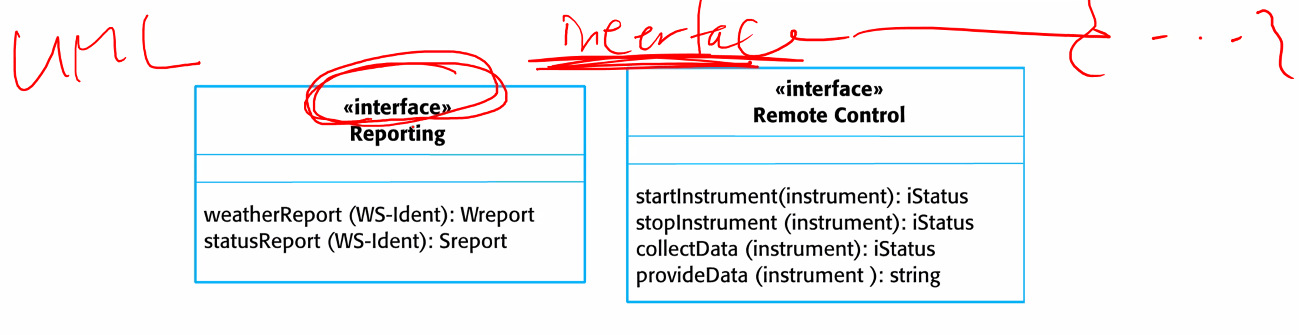 UML
interface { .... }
«interface»
Reporting
weatherReport (WS-Ident): Wreport
statusReport (WS-Ident): Sreport
«interface»
Remote Control
startInstrument(instrument): iStatus
stopInstrument (instrument): iStatus
collectData (instrument): iStatus
provideData (instrument ): string